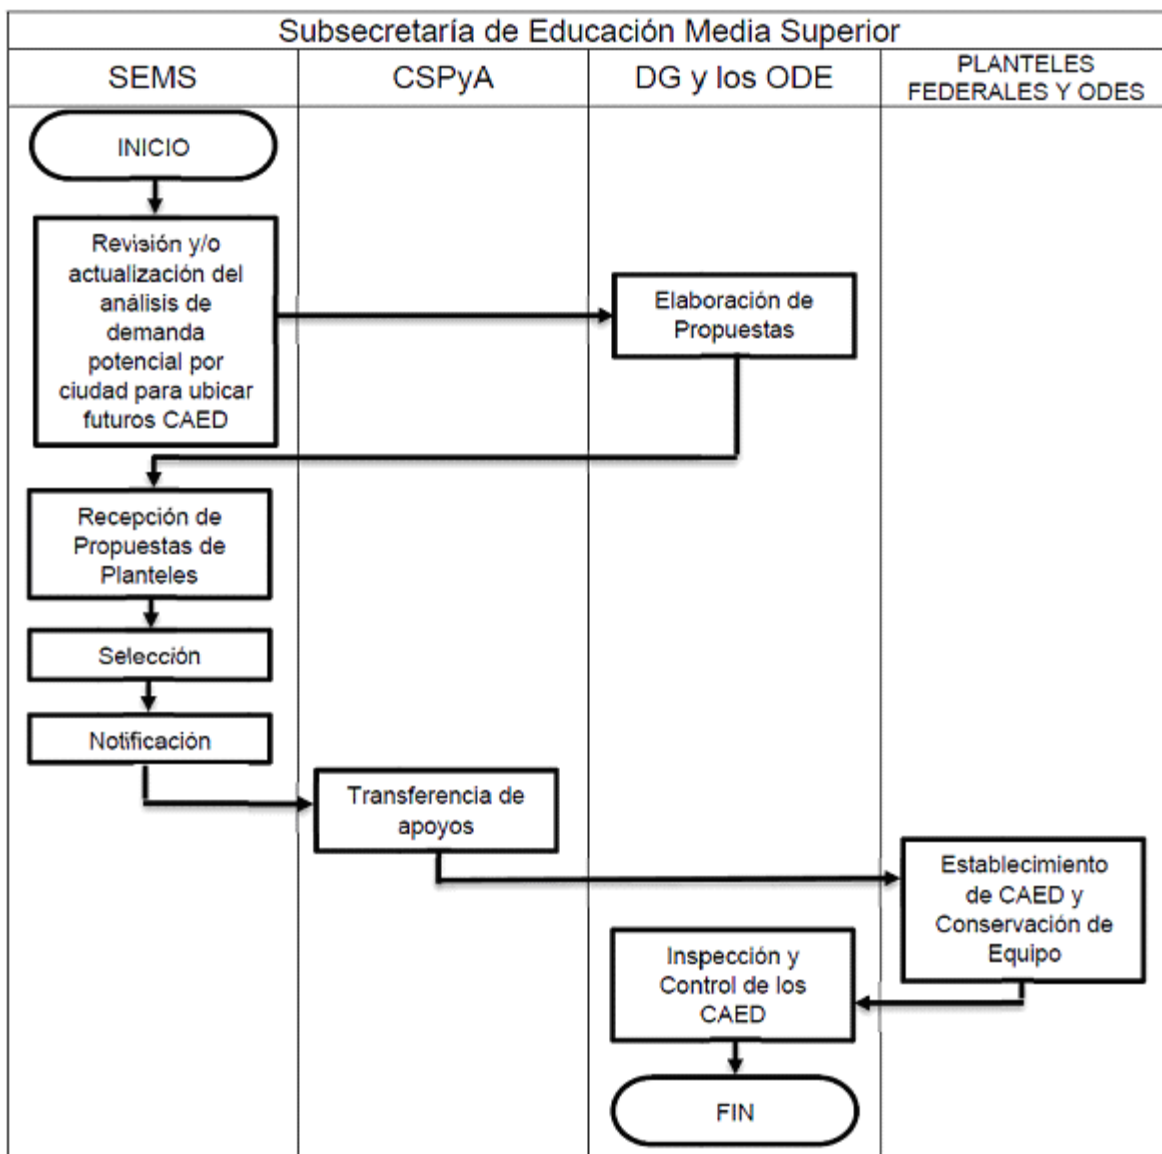 Subsecretaría de Educación Media Superior
SEMS
CSPyA
DG y los ODE
PLANTELES
FEDERALES Y ODES
INICIO
Revisión y/o
actualización del
análisis de
demanda
potencial por
ciudad para ubicar
futuros CAED
Elaboración de
Propuestas
Recepción de
Propuestas de
Planteles
Selección
Notificación
Transferencia de
apoyos
Establecimiento
de CAED y
Conservación de
Equipo
Inspección y
Control de los
CAED
FIN